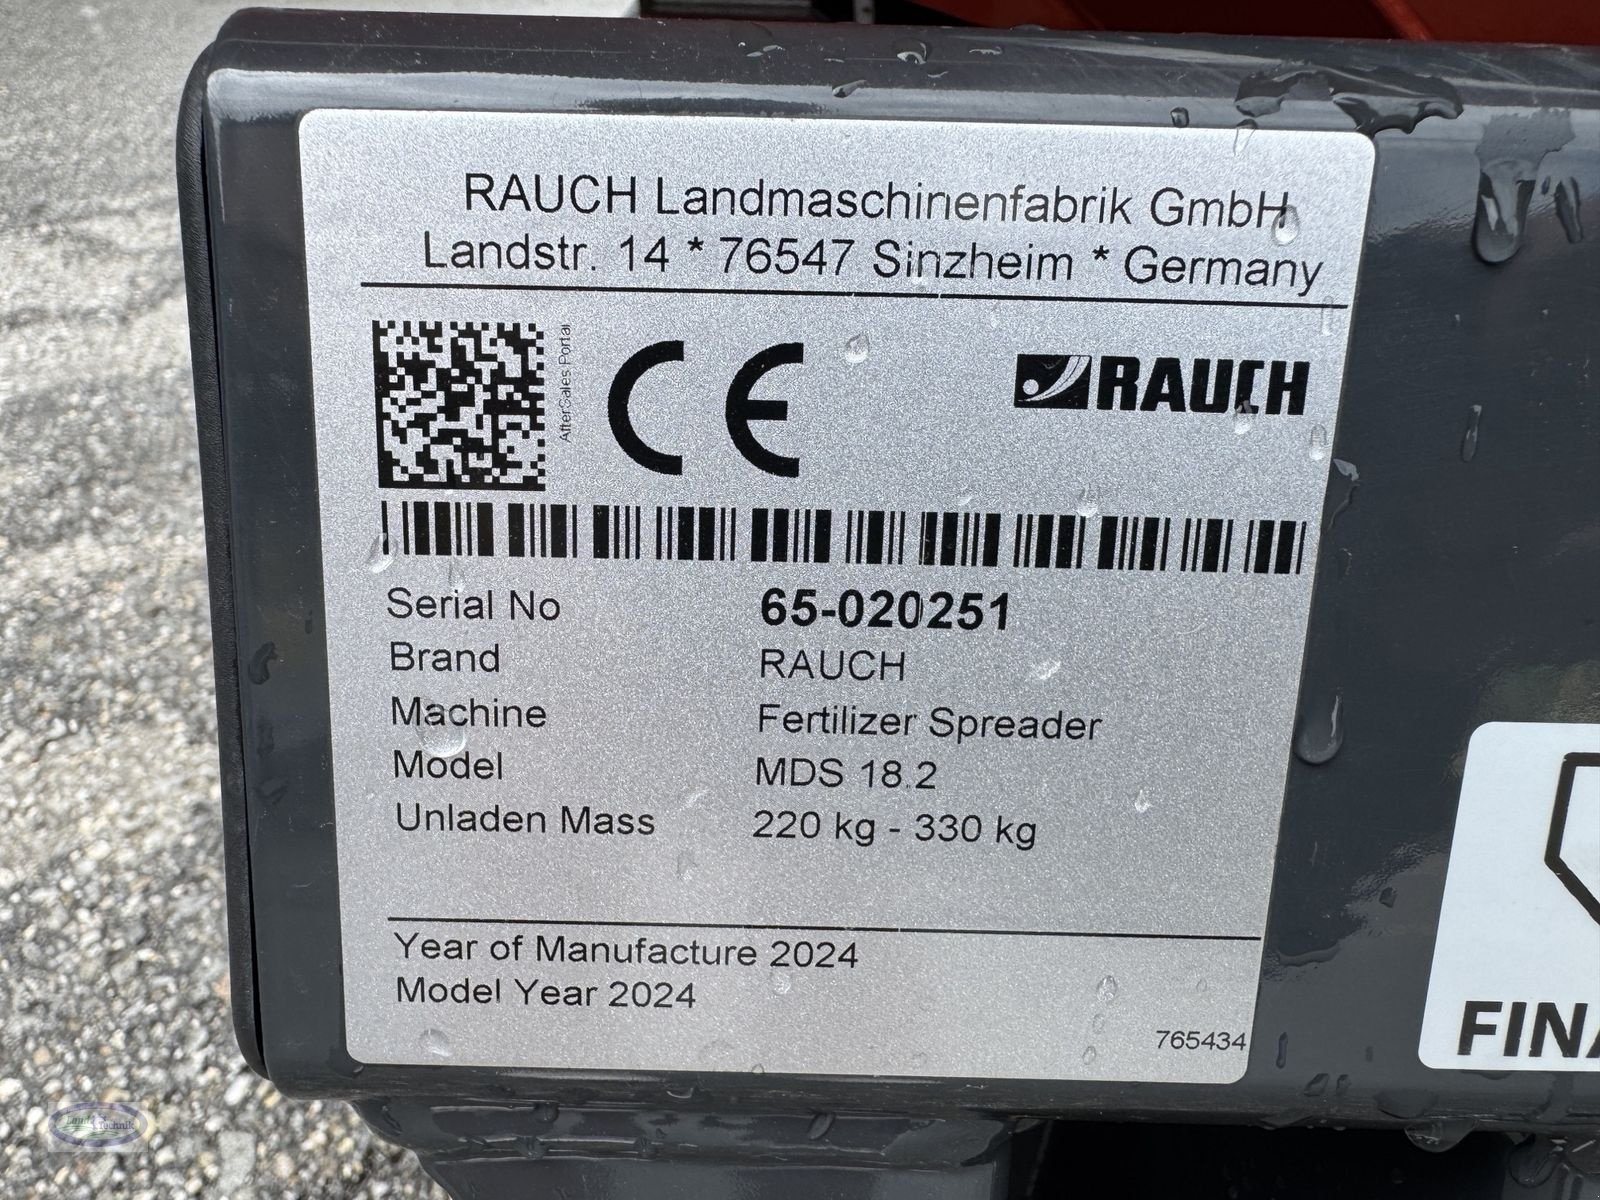 RAUCH Landmaschinenfabrik GmbH
Landstr. 14 * 76547 Sinzheim * Germany
AfterSales Portal
CE
RAUCH
Serial No 65-020251
Brand RAUCH
Machine Fertilizer Spreader
Model MDS 18.2
Unladen Mass 220 kg - 330 kg
Year of Manufacture 2024
Model Year 2024
765434
FINA
Land Technik